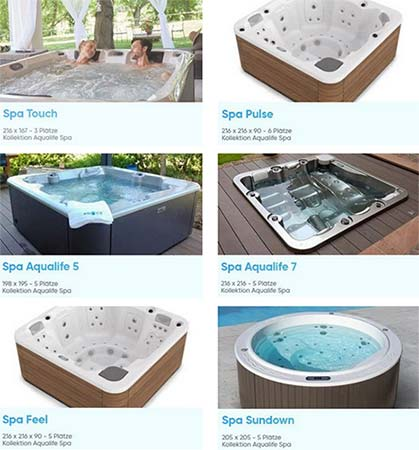 Spa Touch
216 x 167 - 3 Plätze
Kollektion Aqualife Spa
Spa Pulse
216 x 216 x 90 - 6 Plätze
Kollektion Aqualife Spa
Spa Aqualife 5
198 x 195 - 5 Plätze
Kollektion Aqualife Spa
Spa Aqualife 7
216 x 216 - 5 Plätze
Kollektion Aqualife Spa
Spa Feel
216 x 216 x 90 - 5 Plätze
Kollektion Aqualife Spa
Spa Sundown
205 x 205 - 5 Plätze
Kollektion Aqualife Spa